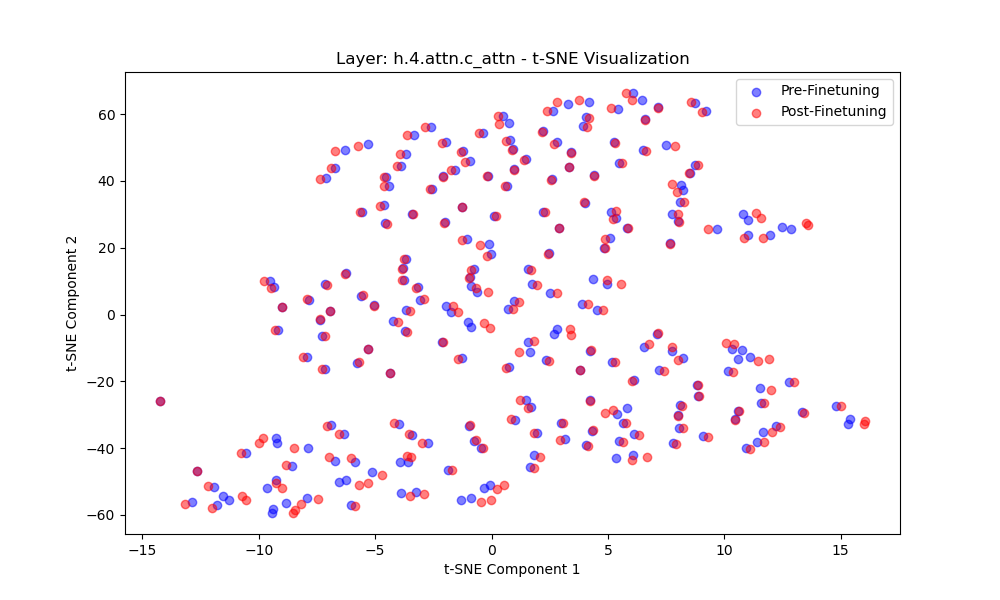 Layer: h.4.attn.c_attn - t-SNE Visualization
Pre-Finetuning
Post-Finetuning
t-SNE Component 2
60
40
20
0
−20
−40
−60
−15
−10
−5
0
5
10
15
t-SNE Component 1